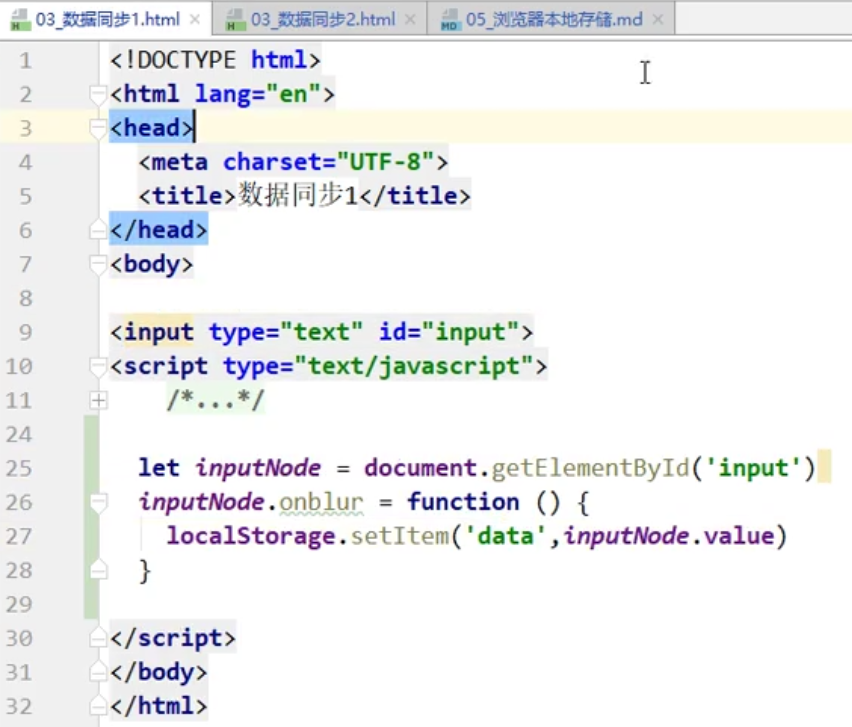 03_数据同步1.html × 03_数据同步2.html × 05_浏览器本地存储.md ×
1 <!DOCTYPE html>
2 <html lang="en">
3 <head>
4 <meta charset="UTF-8">
5 <title>数据同步1</title>
6 </head>
7 <body>
8
9 <input type="text" id="input">
10 <script type="text/javascript">
11 /*...*/
24
25 let inputNode = document.getElementById('input')
26 inputNode.onblur = function () {
27 localStorage.setItem('data',inputNode.value)
28 }
29
30 </script>
31 </body>
32 </html>